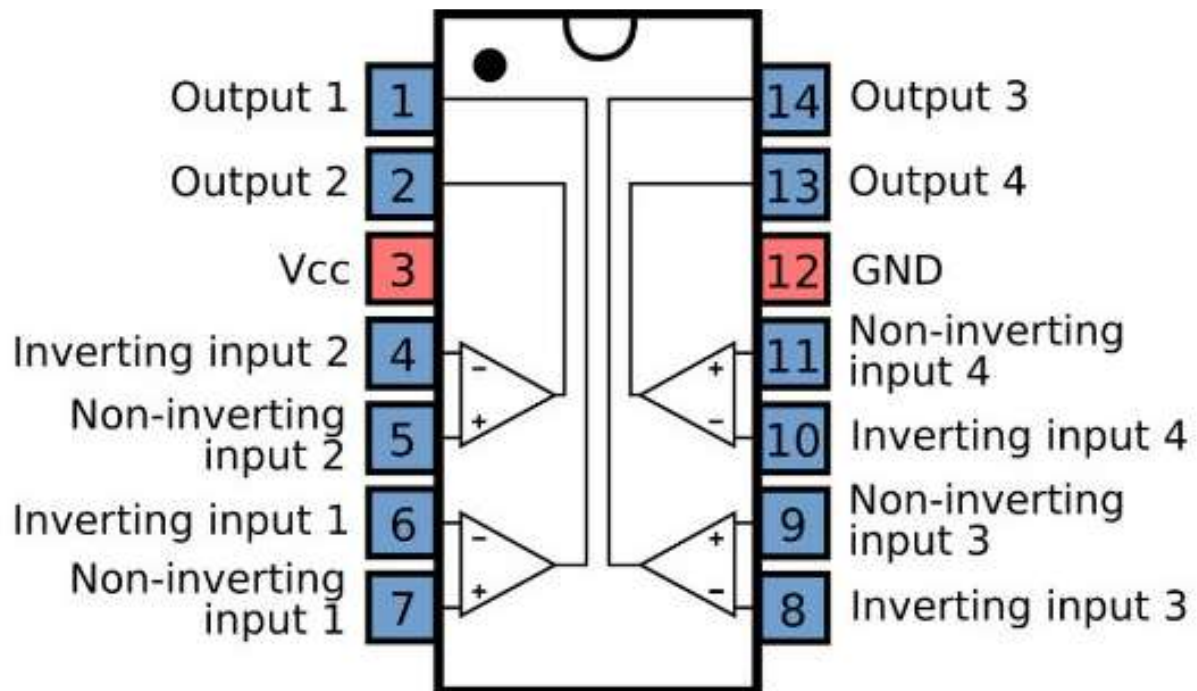 Output 1
1
14
Output 3
Output 2
2
13
Output 4
Vcc
3
12
GND
Inverting input 2
4
11
Non-inverting
input 4
Non-inverting
input 2
5
10
Inverting input 4
Inverting input 1
6
9
Non-inverting
input 3
Non-inverting
input 1
7
8
Inverting input 3
-
+
+
-
-
+
+
-